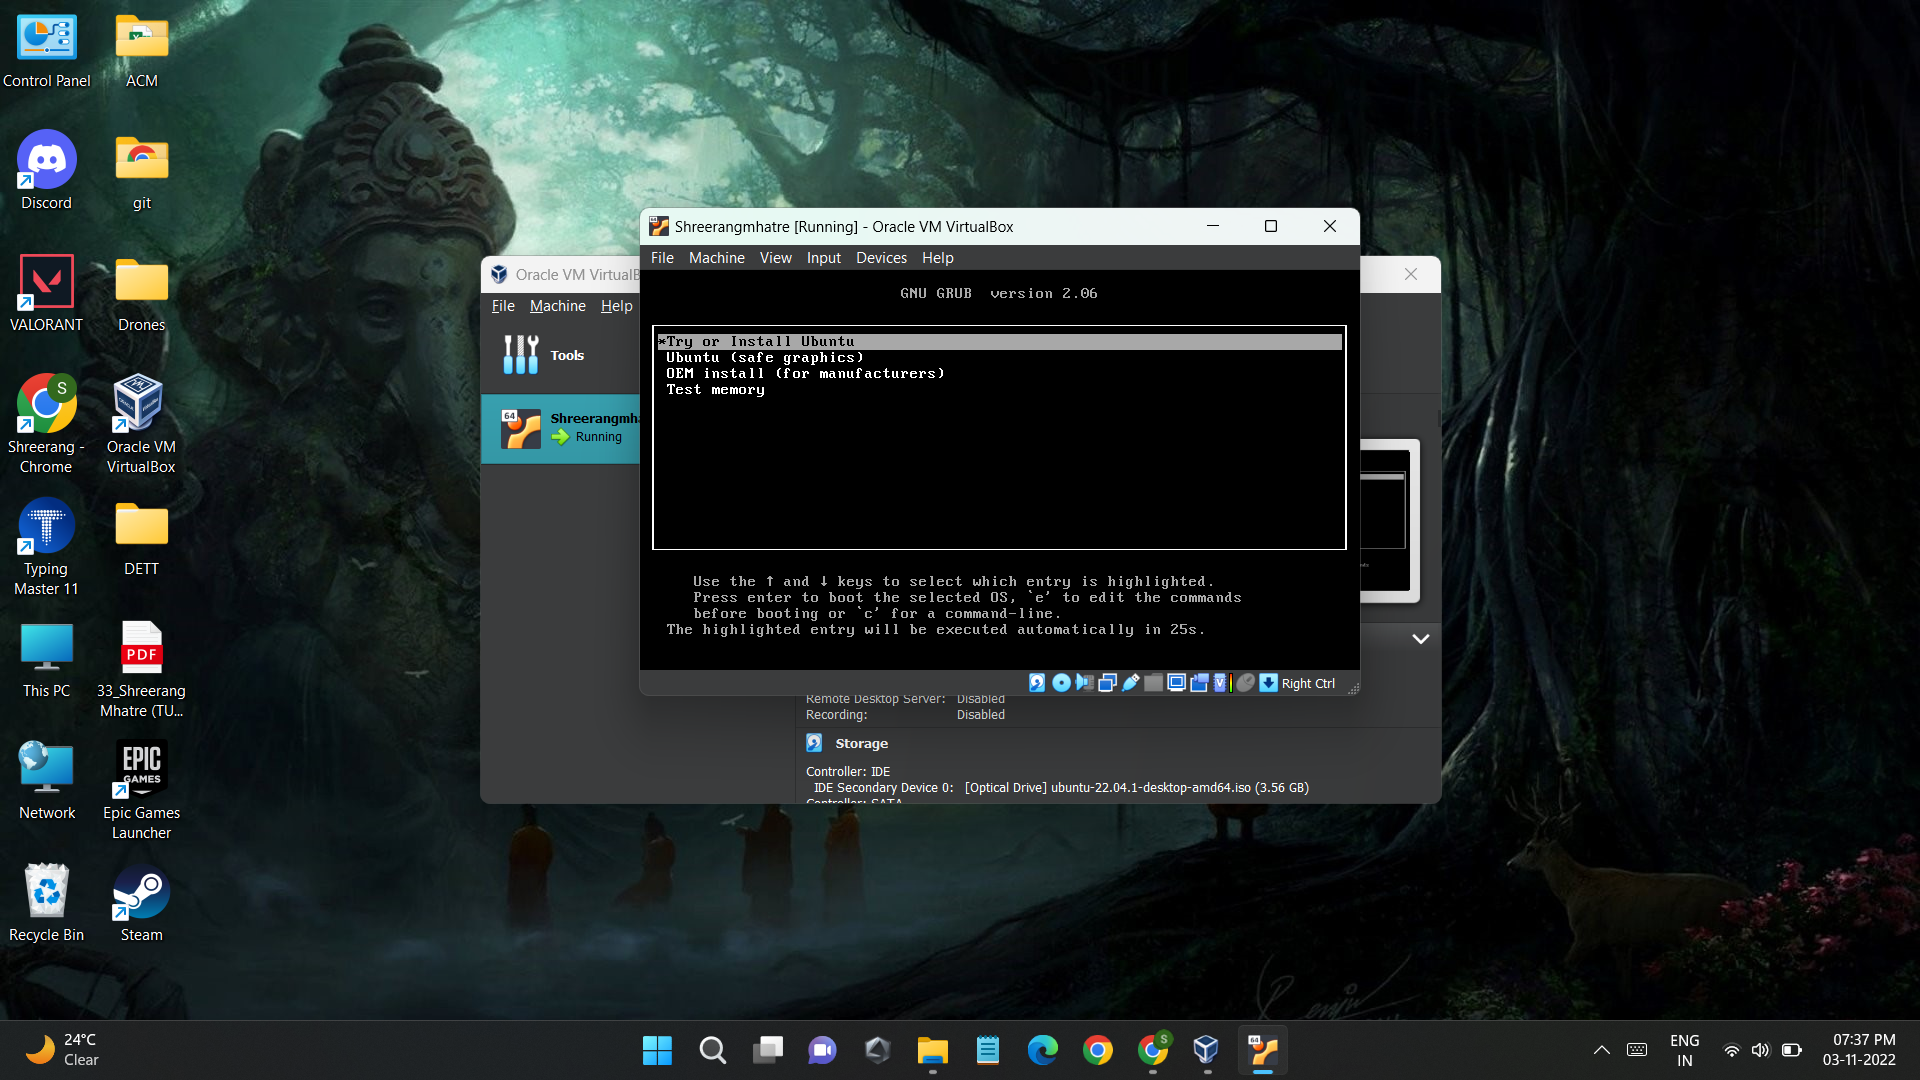 Control Panel
ACM
Discord
git
VALORANT
Drones
S
Shreerang -
Chrome
Oracle VM
VirtualBox
Typing
Master 11
DETT
This PC
PDF
33_Shreerang
Mhatre (TU...
Network
EPIC
GAMES
Epic Games
Launcher
Recycle Bin
Steam
Oracle VM VirtualB
File Machine Help
Tools
64
Shreerangmh
Running
64
Shreerangmhatre [Running] - Oracle VM VirtualBox
File Machine View Input Devices Help
GNU GRUB version 2.06
*Try or Install Ubuntu
Ubuntu (safe graphics)
OEM install (for manufacturers)
Test memory
Use the ↑ and ↓ keys to select which entry is highlighted.
Press enter to boot the selected OS, `e' to edit the commands
before booting or `c' for a command-line.
The highlighted entry will be executed automatically in 25s.
Right Ctrl
Remote Desktop Server: Disabled
Recording: Disabled
Storage
Controller: IDE
IDE Secondary Device 0: [Optical Drive] ubuntu-22.04.1-desktop-amd64.iso (3.56 GB)
Controller: SATA
24°C
Clear
S
64
ENG
IN
07:37 PM
03-11-2022